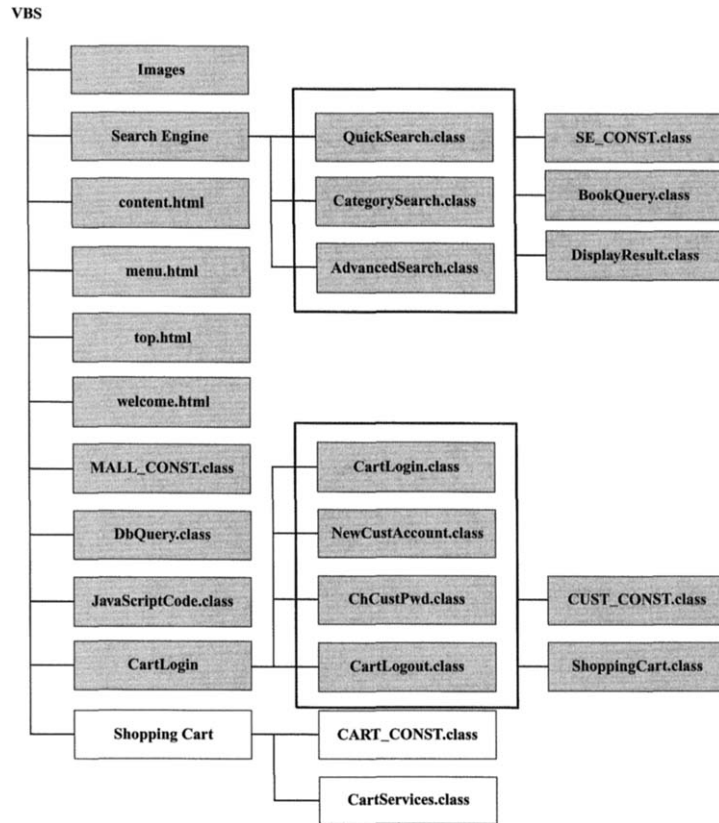 VBS
Images
Search Engine
QuickSearch.class
SE_CONST.class
content.html
CategorySearch.class
BookQuery.class
menu.html
AdvancedSearch.class
DisplayResult.class
top.html
welcome.html
MALL_CONST.class
CartLogin.class
DbQuery.class
NewCustAccount.class
JavaScriptCode.class
ChCustPwd.class
CUST_CONST.class
CartLogin
CartLogout.class
ShoppingCart.class
Shopping Cart
CART_CONST.class
CartServices.class